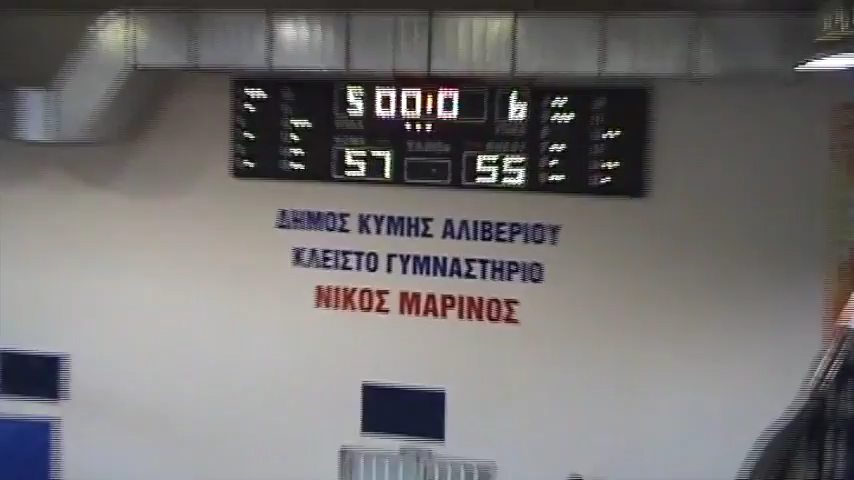 5 00:0 6
57 55
ΔΗΜΟΣ ΚΥΜΗΣ ΑΛΙΒΕΡΙΟΥ
ΚΛΕΙΣΤΟ ΓΥΜΝΑΣΤΗΡΙΟ
ΝΙΚΟΣ ΜΑΡΙΝΟΣ